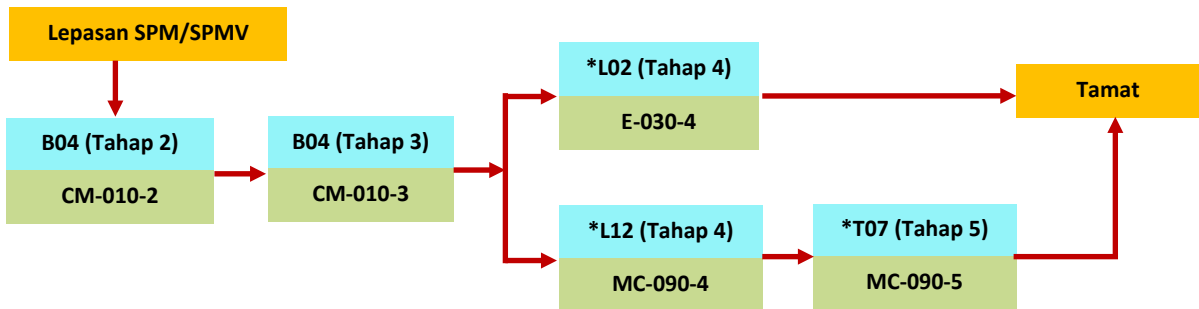 Lepasan SPM/SPMV
B04 (Tahap 2)
CM-010-2
B04 (Tahap 3)
CM-010-3
*L02 (Tahap 4)
E-030-4
*L12 (Tahap 4)
MC-090-4
*T07 (Tahap 5)
MC-090-5
Tamat